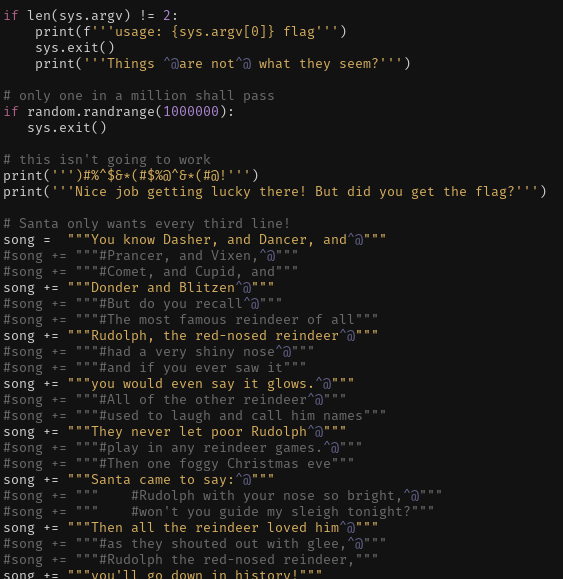 if len(sys.argv) != 2:
    print(f'''usage: {sys.argv[0]} flag''')
    sys.exit()
    print('''Things ^@are not^@ what they seem?''')

# only one in a million shall pass
if random.randrange(1000000):
   sys.exit()

# this isn't going to work
print(''')#%^$&*(#$%@^&*(#@!''')
print('''Nice job getting lucky there! But did you get the flag?''')

# Santa only wants every third line!
song =  """You know Dasher, and Dancer, and^@"""
#song += """#Prancer, and Vixen,^@"""
#song += """#Comet, and Cupid, and"""
song += """Donder and Blitzen^@"""
#song += """#But do you recall^@"""
#song += """#The most famous reindeer of all"""
song += """Rudolph, the red-nosed reindeer^@"""
#song += """#had a very shiny nose^@"""
#song += """#and if you ever saw it"""
song += """you would even say it glows.^@"""
#song += """#All of the other reindeer^@"""
#song += """#used to laugh and call him names"""
song += """They never let poor Rudolph^@"""
#song += """#play in any reindeer games.^@"""
#song += """#Then one foggy Christmas eve"""
song += """Santa came to say:^@"""
#song += """    #Rudolph with your nose so bright,^@"""
#song += """    #won't you guide my sleigh tonight?"""
song += """Then all the reindeer loved him^@"""
#song += """#as they shouted out with glee,^@"""
#song += """#Rudolph the red-nosed reindeer,"""
song += """you'll go down in history!"""